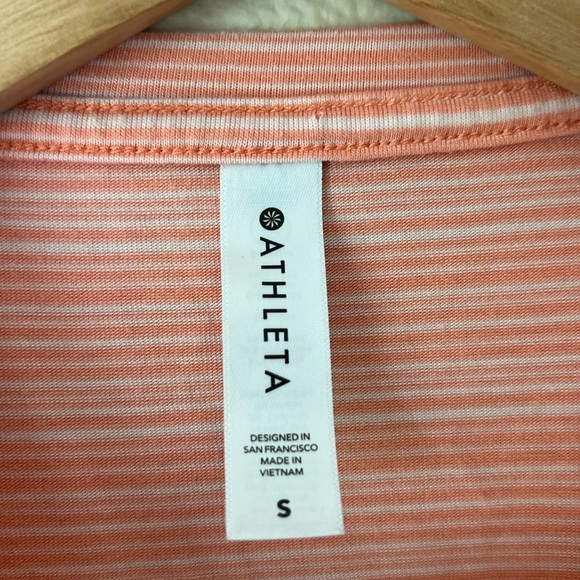 ATHLETA
DESIGNED IN
SAN FRANCISCO
MADE IN
VIETNAM
S